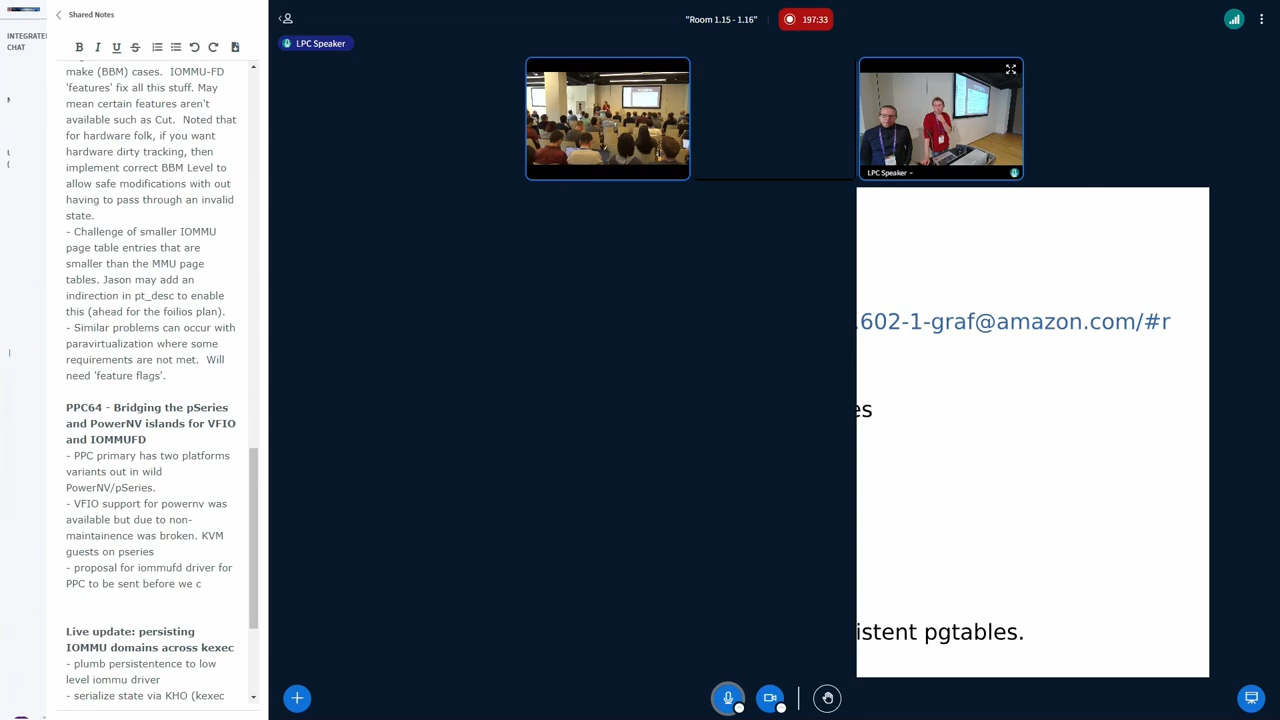 INTEGRATE
CHAT
Shared Notes
B I U S
make (BBM) cases.  IOMMU-FD
'features' fix all this stuff. May
mean certain features aren't
available such as Cut.  Noted that
for hardware folk, if you want
hardware dirty tracking, then
implement correct BBM Level to
allow safe modifications with out
having to pass through an invalid
state.
- Challenge of smaller IOMMU
page table entries that are
smaller than the MMU page
tables. Jason may add an
indirection in pt_desc to enable
this (ahead for the foilios plan).
- Similar problems can occur with
paravirtualization where some
requirements are not met.  Will
need 'feature flags'.
PPC64 - Bridging the pSeries
and PowerNV islands for VFIO
and IOMMUFD
- PPC primary has two platforms
variants out in wild
PowerNV/pSeries.
- VFIO support for powernv was
available but due to non-
maintainence was broken. KVM
guests on pseries
- proposal for iommufd driver for
PPC to be sent before we c
Live update: persisting
IOMMU domains across kexec
- plumb persistentence to low
level iommu driver
- serialize state via KHO (kexec
"Room 1.15- 1.16"
197:33
LPC Speaker
LPC Speaker
.602-1-graf@amazon.com/#r
es
istent pgtables.